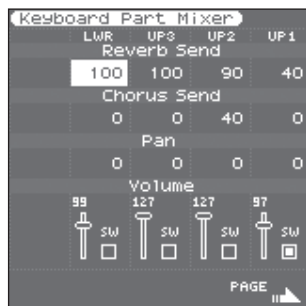 Keyboard Part Mixer
LWR UP3 UP2 UP1
Reverb Send
100 100 90 40
Chorus Send
0 0 40 0
Pan
0 0 0 0
Volume
99 127 127 97
SW SW SW SW
PAGE